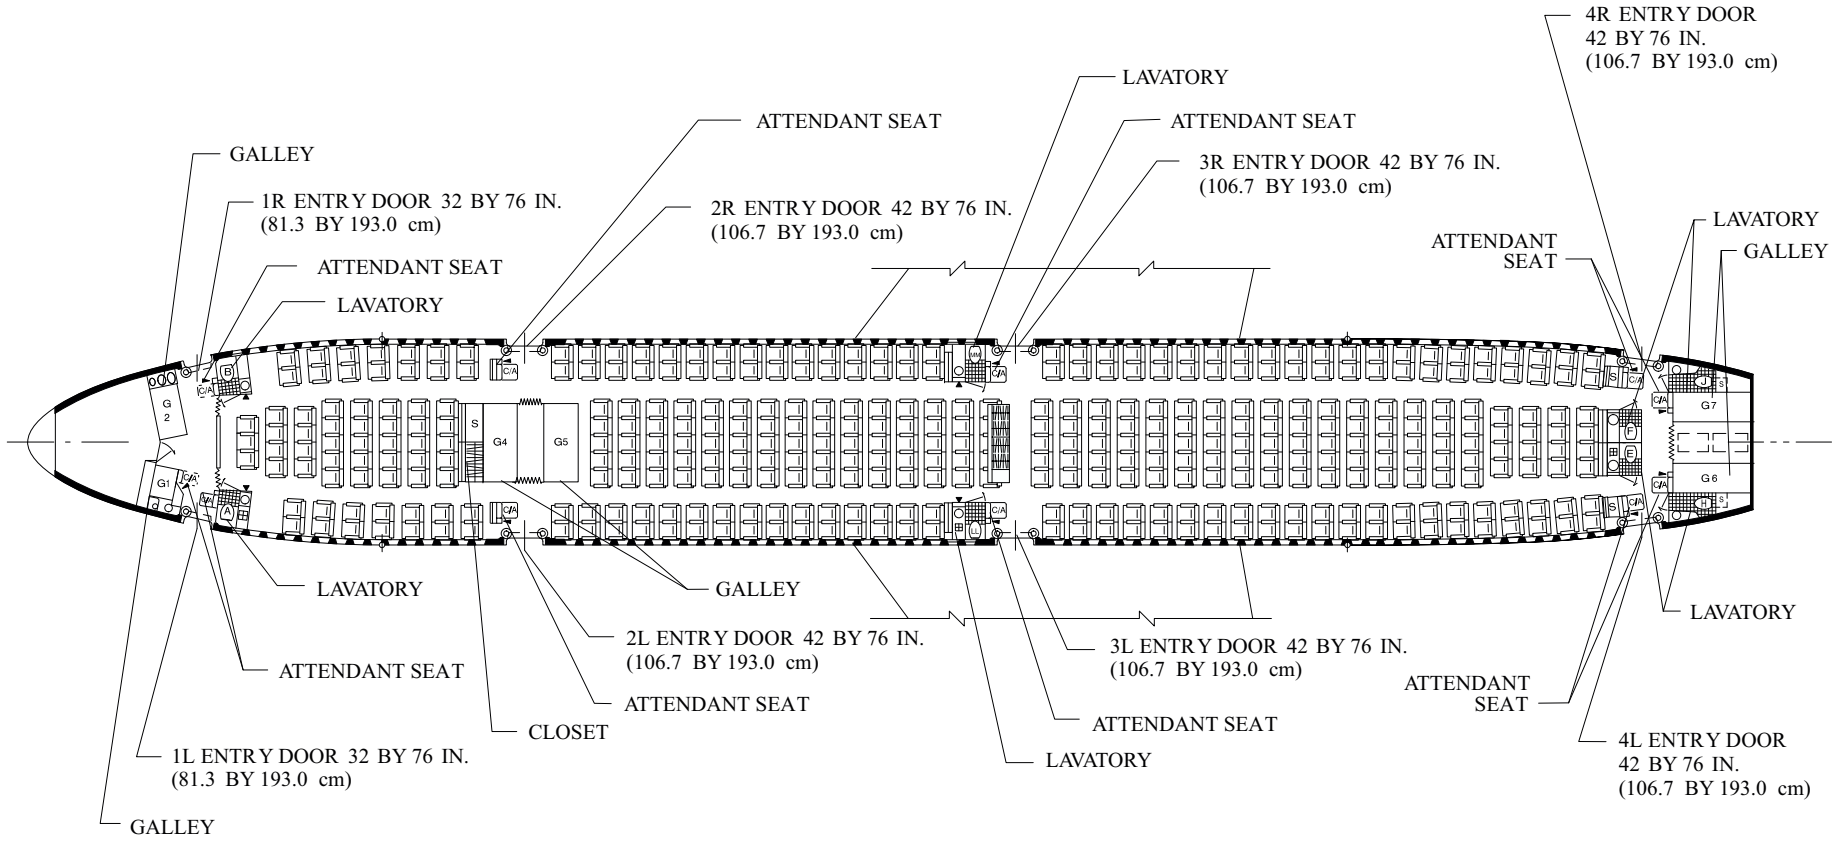 4R ENTRY DOOR
42 BY 76 IN.
(106.7 BY 193.0 cm)
LAVATORY
ATTENDANT SEAT
ATTENDANT SEAT
GALLEY
3R ENTRY DOOR 42 BY 76 IN.
(106.7 BY 193.0 cm)
1R ENTRY DOOR 32 BY 76 IN.
(81.3 BY 193.0 cm)
2R ENTRY DOOR 42 BY 76 IN.
(106.7 BY 193.0 cm)
LAVATORY
ATTENDANT
SEAT
GALLEY
ATTENDANT SEAT
LAVATORY
B
C/A
C/A
MM
C/A
S
C/A
J
S
C/A
G
2
G7
S
G4
G5
F
E
G1
C/A
G6
C/A
C/A
A
C/A
C/A
LL
S
C/A
H
S
LAVATORY
GALLEY
LAVATORY
2L ENTRY DOOR 42 BY 76 IN.
(106.7 BY 193.0 cm)
3L ENTRY DOOR 42 BY 76 IN.
(106.7 BY 193.0 cm)
ATTENDANT SEAT
ATTENDANT
SEAT
ATTENDANT SEAT
ATTENDANT SEAT
CLOSET
4L ENTRY DOOR
42 BY 76 IN.
(106.7 BY 193.0 cm)
1L ENTRY DOOR 32 BY 76 IN.
(81.3 BY 193.0 cm)
LAVATORY
GALLEY